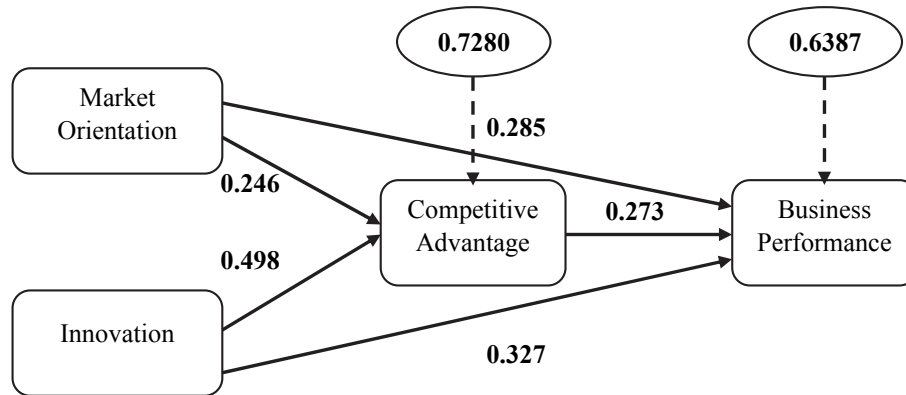 0.7280
0.6387
Market
Orientation
0.285
0.246
Competitive
Advantage
0.273
Business
Performance
0.498
Innovation
0.327